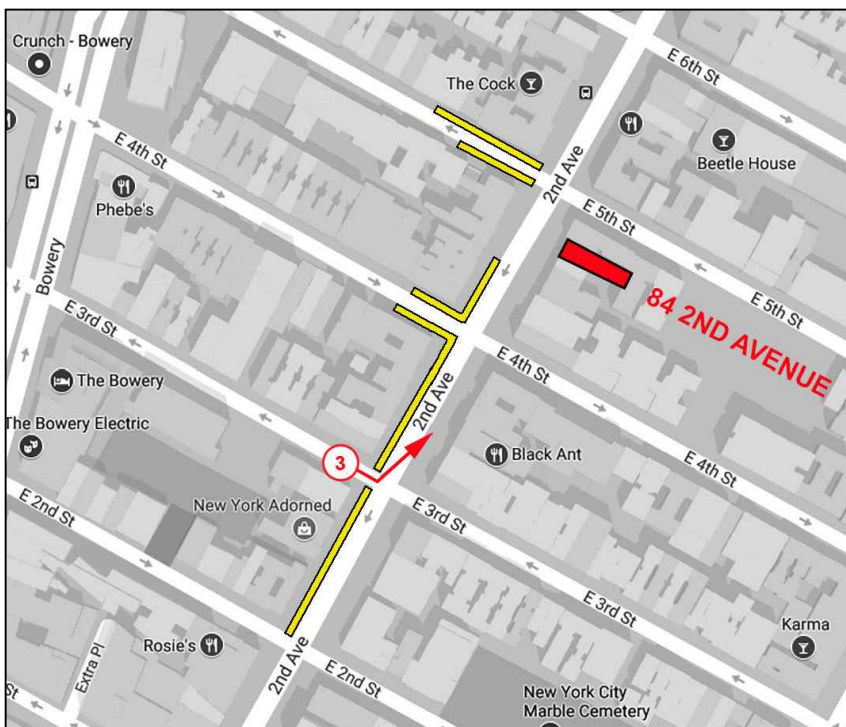 Crunch - Bowery
E 6th St
The Cock
E 4th St
Beetle House
2nd Ave
Phebe's
E 5th St
Bowery
E 3rd St
84 2ND AVENUE
E 5th St
The Bowery
2nd Ave
E 4th St
The Bowery Electric
3
Black Ant
E 4th St
E 2nd St
New York Adorned
E 3rd St
E 3rd St
Karma
Rosie's
Extra Pl
2nd Ave
E 2nd St
St
New York City
Marble Cemetery